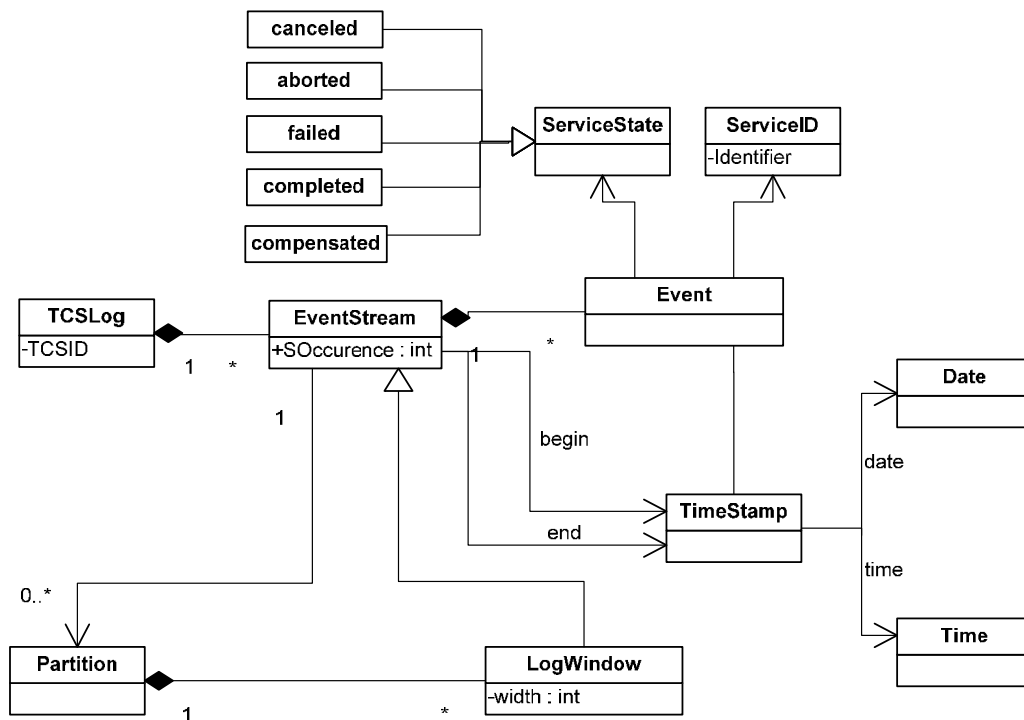 canceled
aborted
failed
completed
compensated
ServiceState
ServiceID
-Identifier
Event
TCSLog
-TCSID
1
*
EventStream
+SOccurence : int
1
*
1
begin
end
TimeStamp
Date
date
time
Time
0..*
Partition
1
*
LogWindow
-width : int